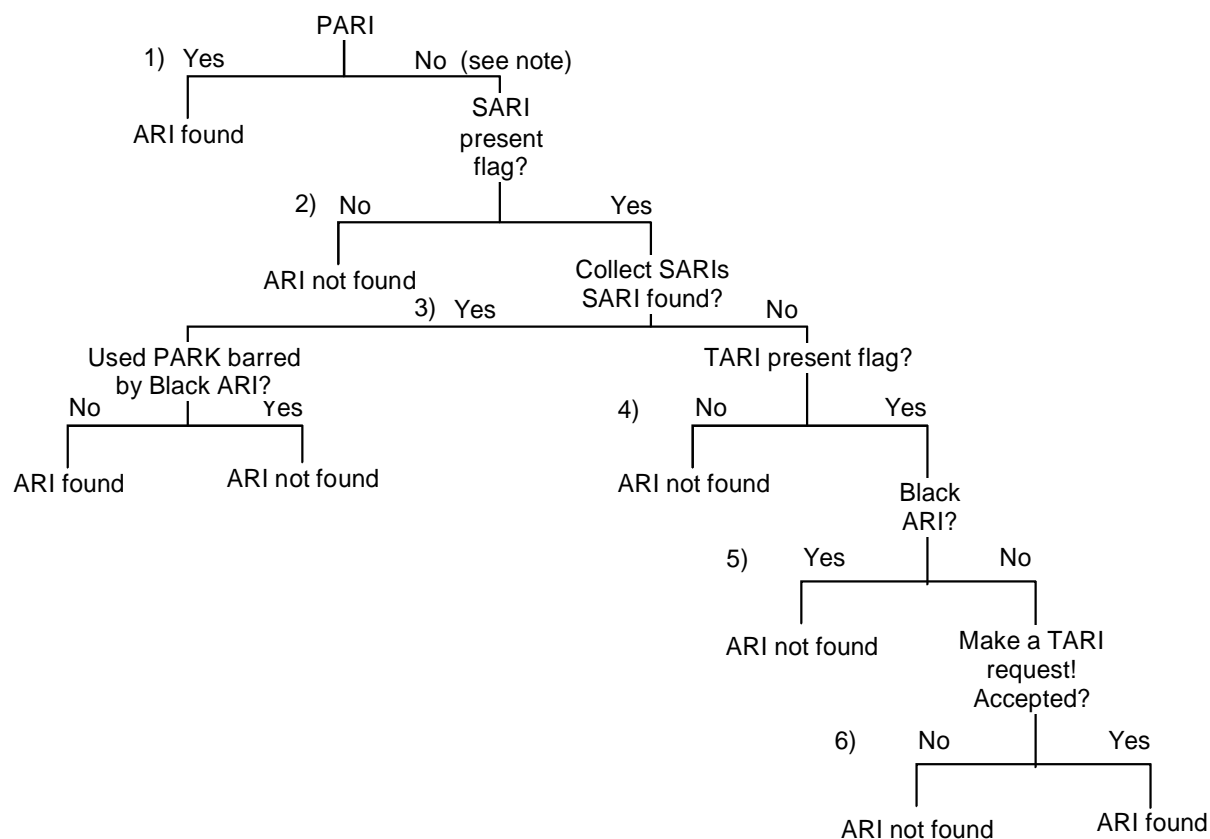 PARI
1) Yes No (see note)
ARI found
SARI
present
flag?
2) No Yes
ARI not found
Collect SARIs
SARI found?
3) Yes No
Used PARK barred
by Black ARI?
TARI present flag?
No Yes
4) No Yes
ARI found
ARI not found
ARI not found
Black
ARI?
5) Yes No
ARI not found
Make a TARI
request!
Accepted?
6) No Yes
ARI not found
ARI found